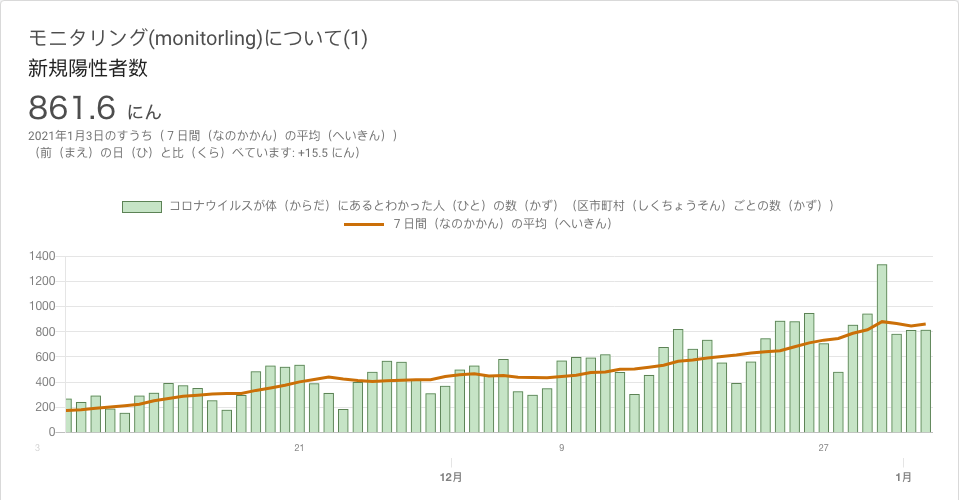 モニタリング(monitorling)について(1)
新規陽性者数
861.6 にん
2021年1月3日のすうち（７日間（なのかかん）の平均（へいきん））
（前（まえ）の日（ひ）と比（くら）べています: +15.5 にん）
コロナウイルスが体（からだ）にあるとわかった人（ひと）の数（かず）（区市町村（しくちょうそん）ごとの数（かず））
７日間（なのかかん）の平均（へいきん）
1400
1200
1000
800
600
400
200
0
3 21 9 27
12月 1月